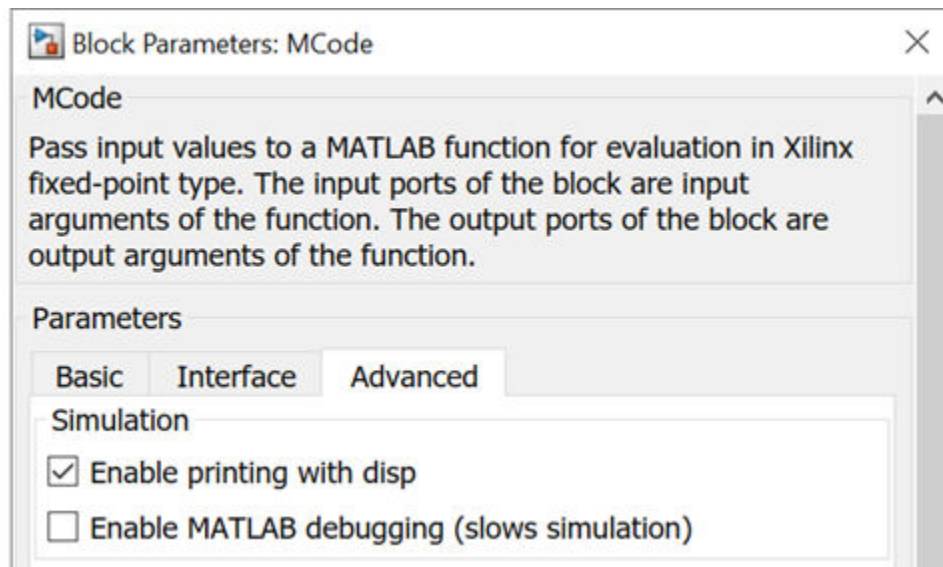 Block Parameters: MCode
MCode
Pass input values to a MATLAB function for evaluation in Xilinx
fixed-point type. The input ports of the block are input
arguments of the function. The output ports of the block are
output arguments of the function.
Parameters
Basic Interface Advanced
Simulation
Enable printing with disp
Enable MATLAB debugging (slows simulation)